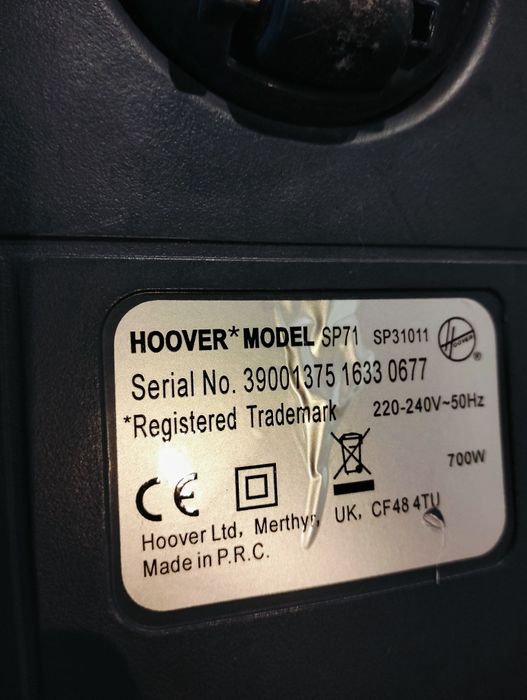 HOOVER* MODEL SP71 SP31011
HOOVER ®
Serial No. 39001375 1633 0677
*Registered Trademark 220-240V~50Hz
700W
CE
Hoover Ltd, Merthyr, UK, CF48 4TU
Made in P.R.C.